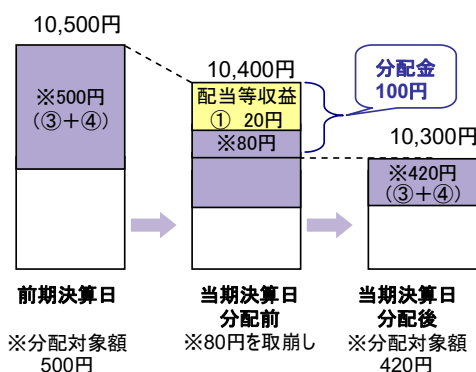 10,500円
※500円
(③+④)
10,400円
配当等収益
① 20円
※80円
分配金
100円
10,300円
※420円
(③+④)
前期決算日
当期決算日
分配前
当期決算日
分配後
※分配対象額
500円
※80円を取崩し
※分配対象額
420円